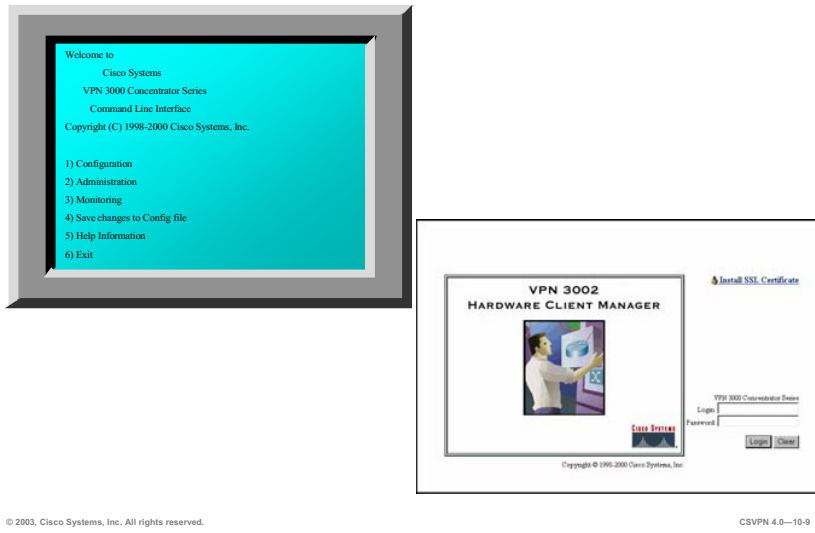 Welcome to
Cisco Systems
VPN 3000 Concentrator Series
Command Line Interface
Copyright (C) 1998-2000 Cisco Systems, Inc.
1) Configuration
2) Administration
3) Monitoring
4) Save changes to Config file
5) Help Information
6) Exit
Install SSL Certificate
VPN 3002
HARDWARE CLIENT MANAGER
VPN 3000 Concentrator Series
Login
Password
CISCO SYSTEMS
Login Clear
Copyright © 1998-2000 Cisco Systems, Inc.
© 2003, Cisco Systems, Inc. All rights reserved.
CSVPN 4.0—10-9